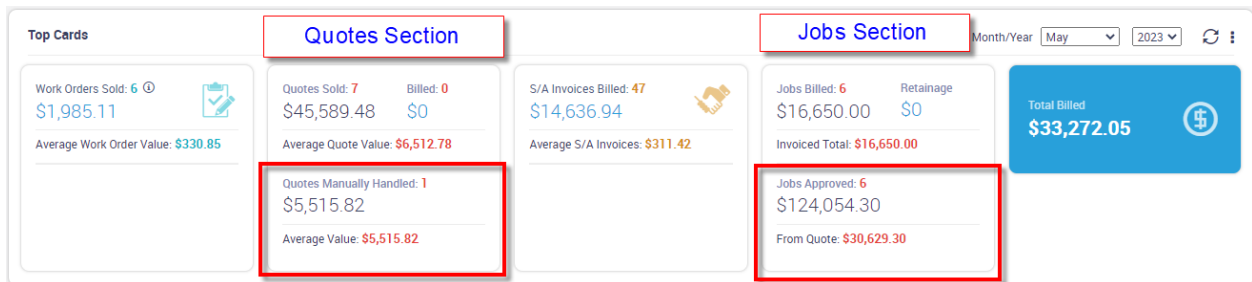 Top Cards
Quotes Section
Jobs Section
Month/Year May 2023
Work Orders Sold: 6
$1,985.11
Average Work Order Value: $330.85
Quotes Sold: 7 Billed: 0
$45,589.48 $0
Average Quote Value: $6,512.78
Quotes Manually Handled: 1
$5,515.82
Average Value: $5,515.82
S/A Invoices Billed: 47
$14,636.94
Average S/A Invoices: $311.42
Jobs Billed: 6 Retainage
$16,650.00 $0
Invoiced Total: $16,650.00
Jobs Approved: 6
$124,054.30
From Quote: $30,629.30
Total Billed
$33,272.05